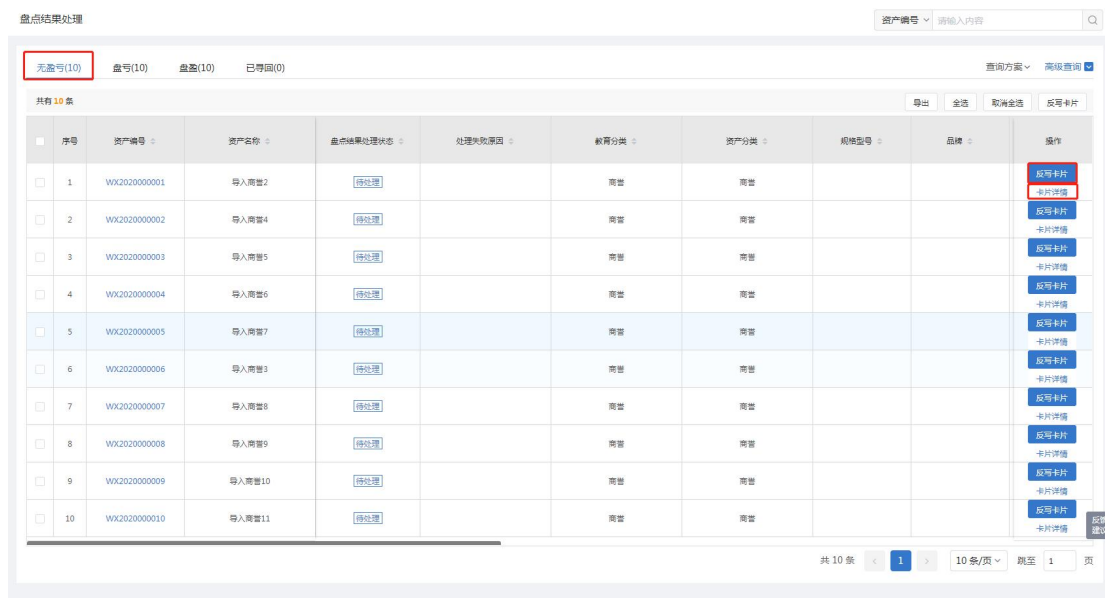 盘点结果处理
资产编号 请输入内容
无盈亏(10) 盘亏(10) 盘盈(10) 已寻回(0) 查询方案 高级查询
共有 10 条 导出 全选 取消全选 反写卡片
序号 资产编号 资产名称 盘点结果处理状态 处理失败原因 教育分类 资产分类 规格型号 品牌 操作
1 WX2020000001 导入商誉2 待处理 商誉 商誉 反写卡片
卡片详情
2 WX2020000002 导入商誉4 待处理 商誉 商誉 反写卡片
卡片详情
3 WX2020000003 导入商誉5 待处理 商誉 商誉 反写卡片
卡片详情
4 WX2020000004 导入商誉6 待处理 商誉 商誉 反写卡片
卡片详情
5 WX2020000005 导入商誉7 待处理 商誉 商誉 反写卡片
卡片详情
6 WX2020000006 导入商誉3 待处理 商誉 商誉 反写卡片
卡片详情
7 WX2020000007 导入商誉8 待处理 商誉 商誉 反写卡片
卡片详情
8 WX2020000008 导入商誉9 待处理 商誉 商誉 反写卡片
卡片详情
9 WX2020000009 导入商誉10 待处理 商誉 商誉 反写卡片
卡片详情
10 WX2020000010 导入商誉11 待处理 商誉 商誉 反写卡片
卡片详情
共 10 条 < 1 > 10 条/页 跳至 1 页